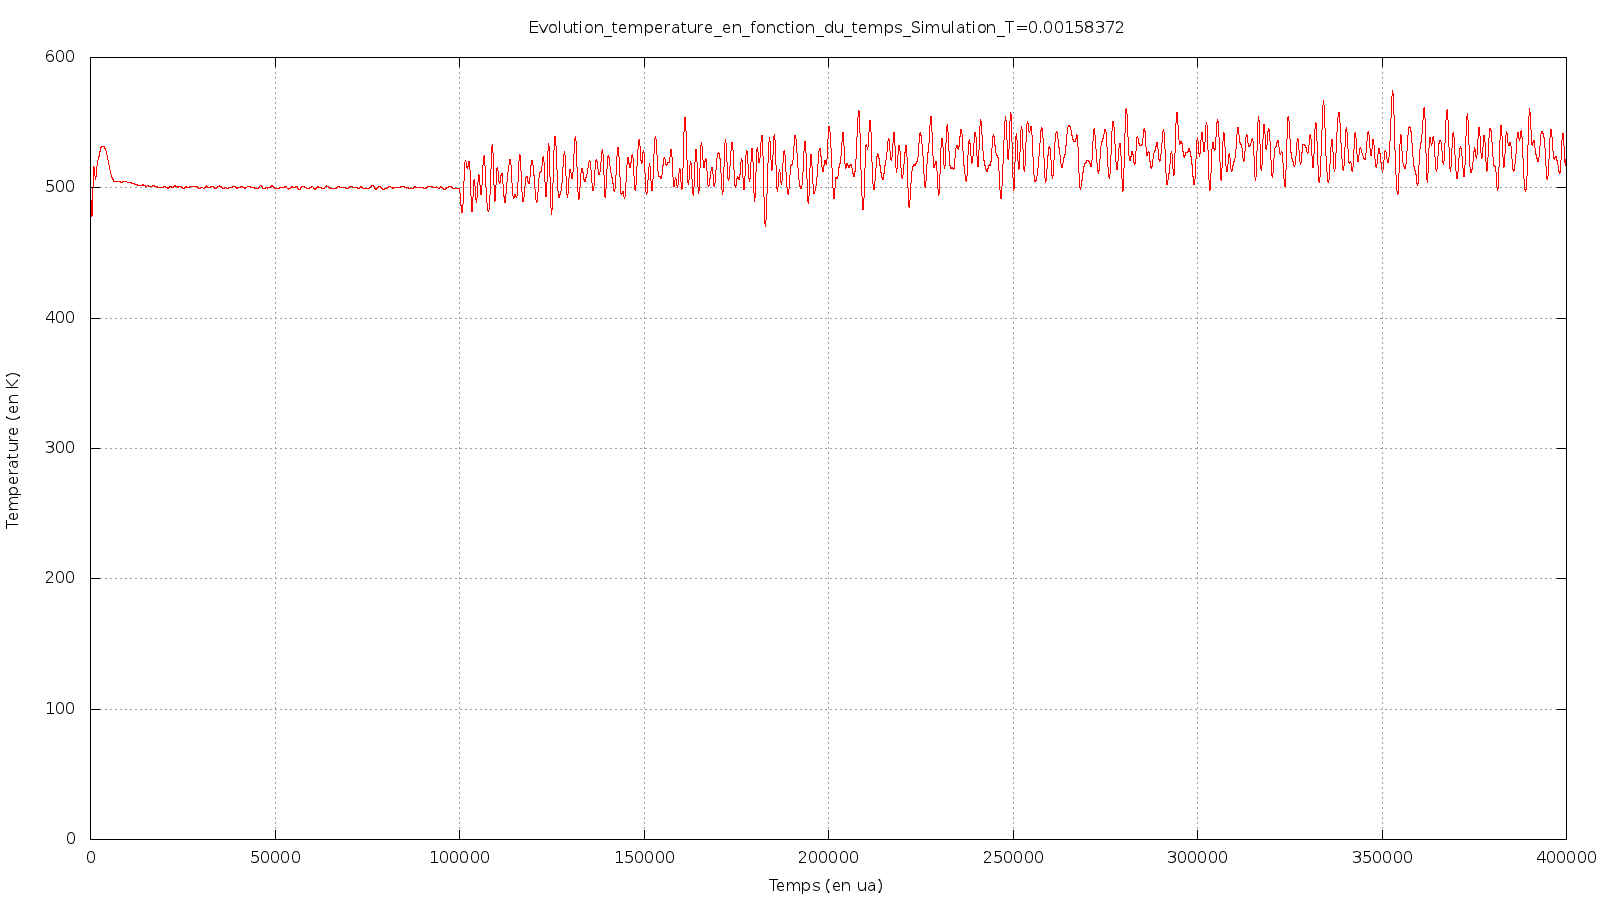 Evolution_temperature_en_fonction_du_temps_Simulation_T=0.00158372
600
500
400
300
200
100
0
Temperature (en K)
0 50000 100000 150000 200000 250000 300000 350000 400000
Temps (en ua)